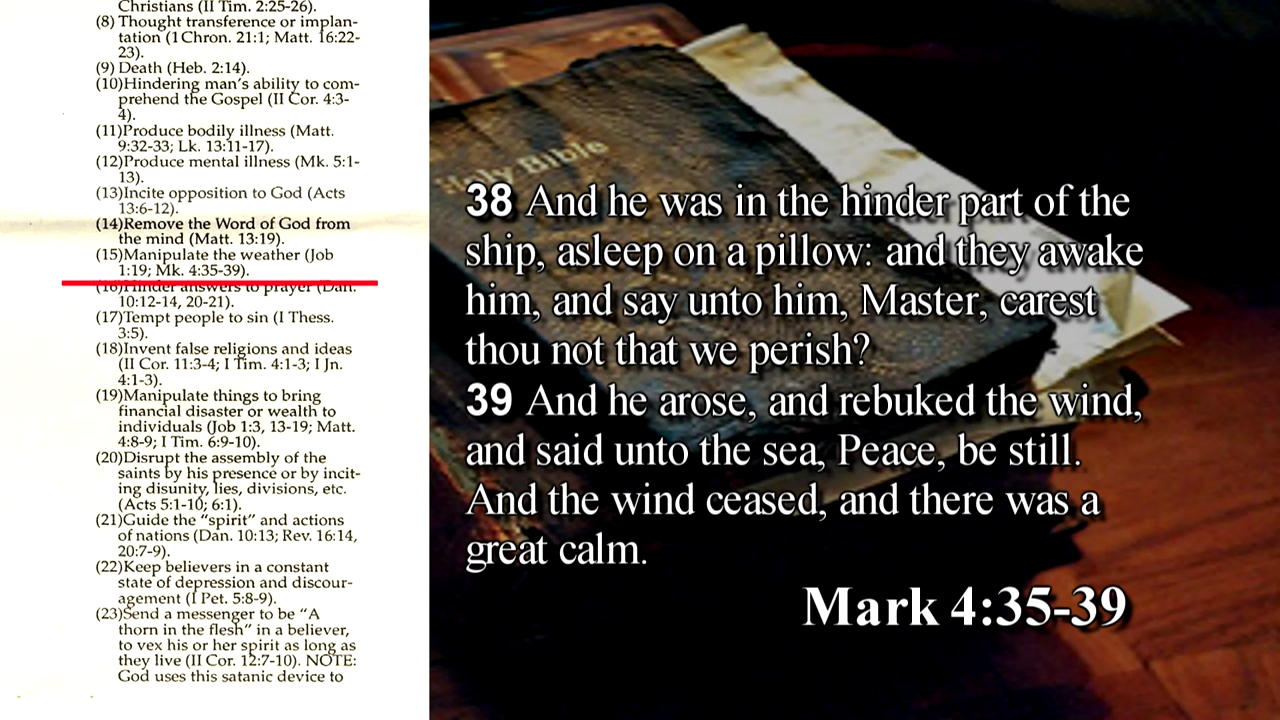 Christians (II Tim. 2:25-26).
(8) Thought transference or implan-
tation (1 Chron. 21:1; Matt. 16:22-
23).
(9) Death (Heb. 2:14).
(10)Hindering man's ability to com-
prehend the Gospel (II Cor. 4:3-
4).
(11)Produce bodily illness (Matt.
9:32-33; Lk. 13:11-17).
(12)Produce mental illness (Mk. 5:1-
13).
(13)Incite opposition to God (Acts
13:6-12).
(14)Remove the Word of God from
the mind (Matt. 13:19).
(15)Manipulate the weather (Job
1:19; Mk. 4:35-39).
(16)Hinder answers to prayer (Dan.
10:12-14, 20-21).
(17)Tempt people to sin (I Thess.
3:5).
(18)Invent false religions and ideas
(II Cor. 11:3-4; I Tim. 4:1-3; I Jn.
4:1-3).
(19)Manipulate things to bring
financial disaster or wealth to
individuals (Job 1:3, 13-19; Matt.
4:8-9; I Tim. 6:9-10).
(20)Disrupt the assembly of the
saints by his presence or by incit-
ing disunity, lies, divisions, etc.
(Acts 5:1-10; 6:1).
(21)Guide the "spirit" and actions
of nations (Dan. 10:13; Rev. 16:14,
20:7-9).
(22)Keep believers in a constant
state of depression and discour-
agement (I Pet. 5:8-9).
(23)Send a messenger to be "A
thorn in the flesh" in a believer,
to vex his or her spirit as long as
they live (II Cor. 12:7-10). NOTE:
God uses this satanic device to
Holy Bible
38 And he was in the hinder part of the
ship, asleep on a pillow: and they awake
him, and say unto him, Master, carest
thou not that we perish?
39 And he arose, and rebuked the wind,
and said unto the sea, Peace, be still.
And the wind ceased, and there was a
great calm.
Mark 4:35-39